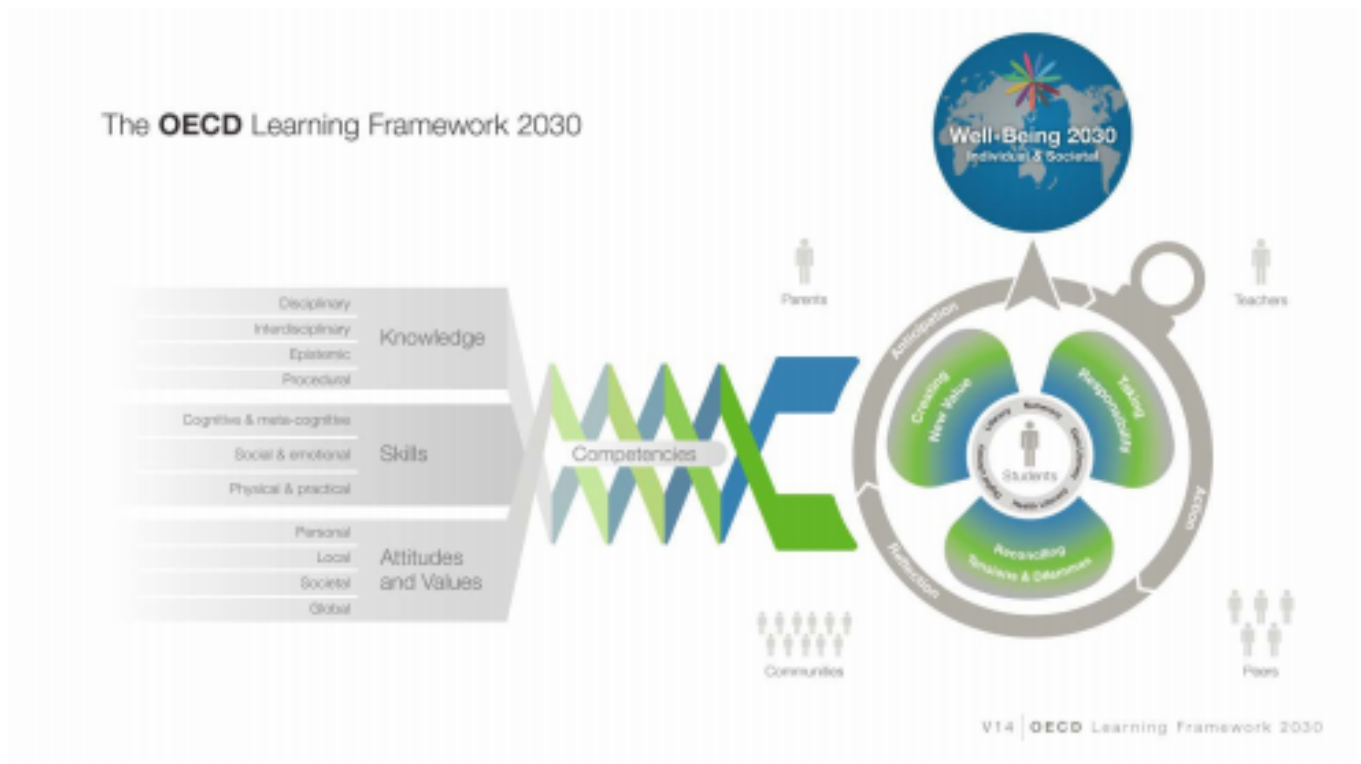 The OECD Learning Framework 2030
Well-Being 2030
Individual & Societal
Parents
Teachers
Disciplinary
Interdisciplinary
Epistemic
Procedural
Knowledge
Cognitive & meta-cognitive
Social & emotional
Physical & practical
Skills
Personal
Local
Societal
Global
Attitudes
and Values
Competencies
Anticipation
Action
Reflection
Creating
New Value
Taking
Responsibility
Reconciling
Tensions & Dilemmas
Literacy
Numeracy
Students
Communities
Peers
V14 | OECD Learning Framework 2030